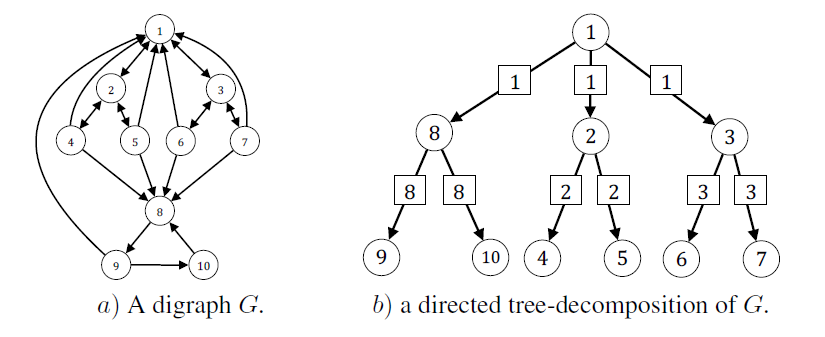 1
2 3
4 5 6 7
8
9 10
a) A digraph G.
1
1 1 1
8 2 3
8 8 2 2 3 3
9 10 4 5 6 7
b) a directed tree-decomposition of G.